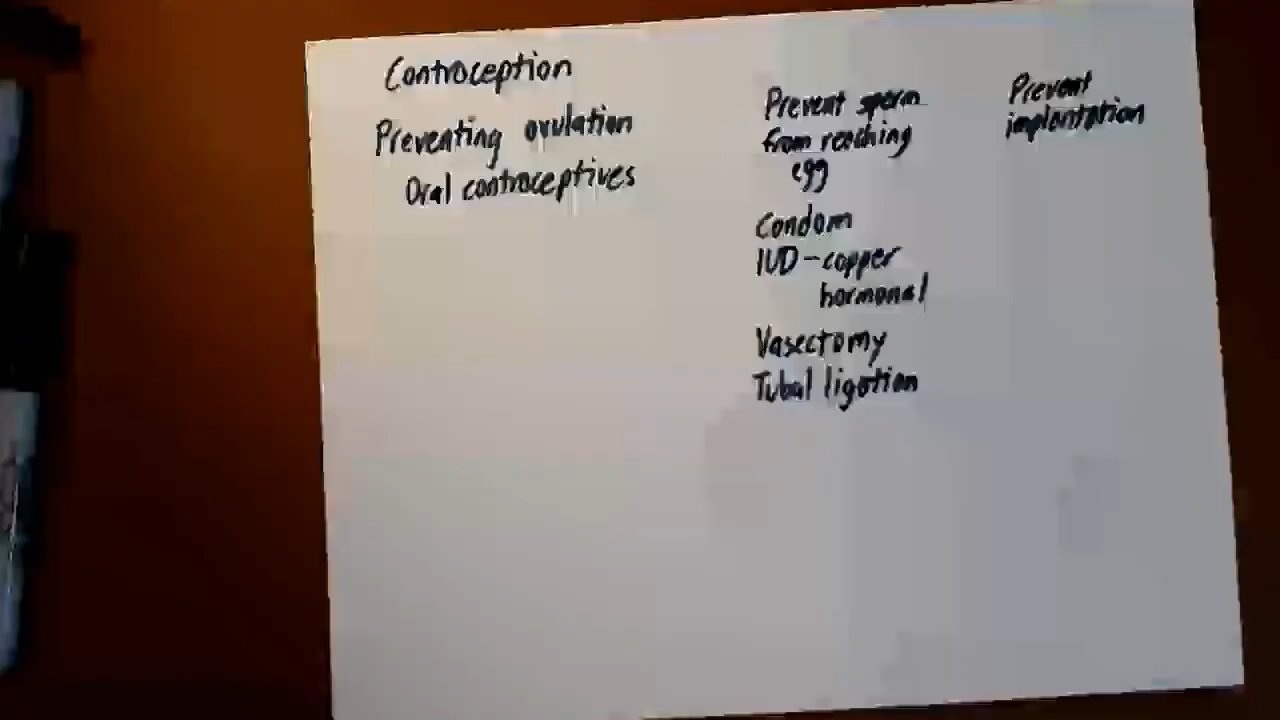 Contraception
Preventing ovulation
Oral contraceptives
Prevent sperm
from reaching
egg
Condom
IUD - copper
hormonal
Vasectomy
Tubal ligation
Prevent
implantation